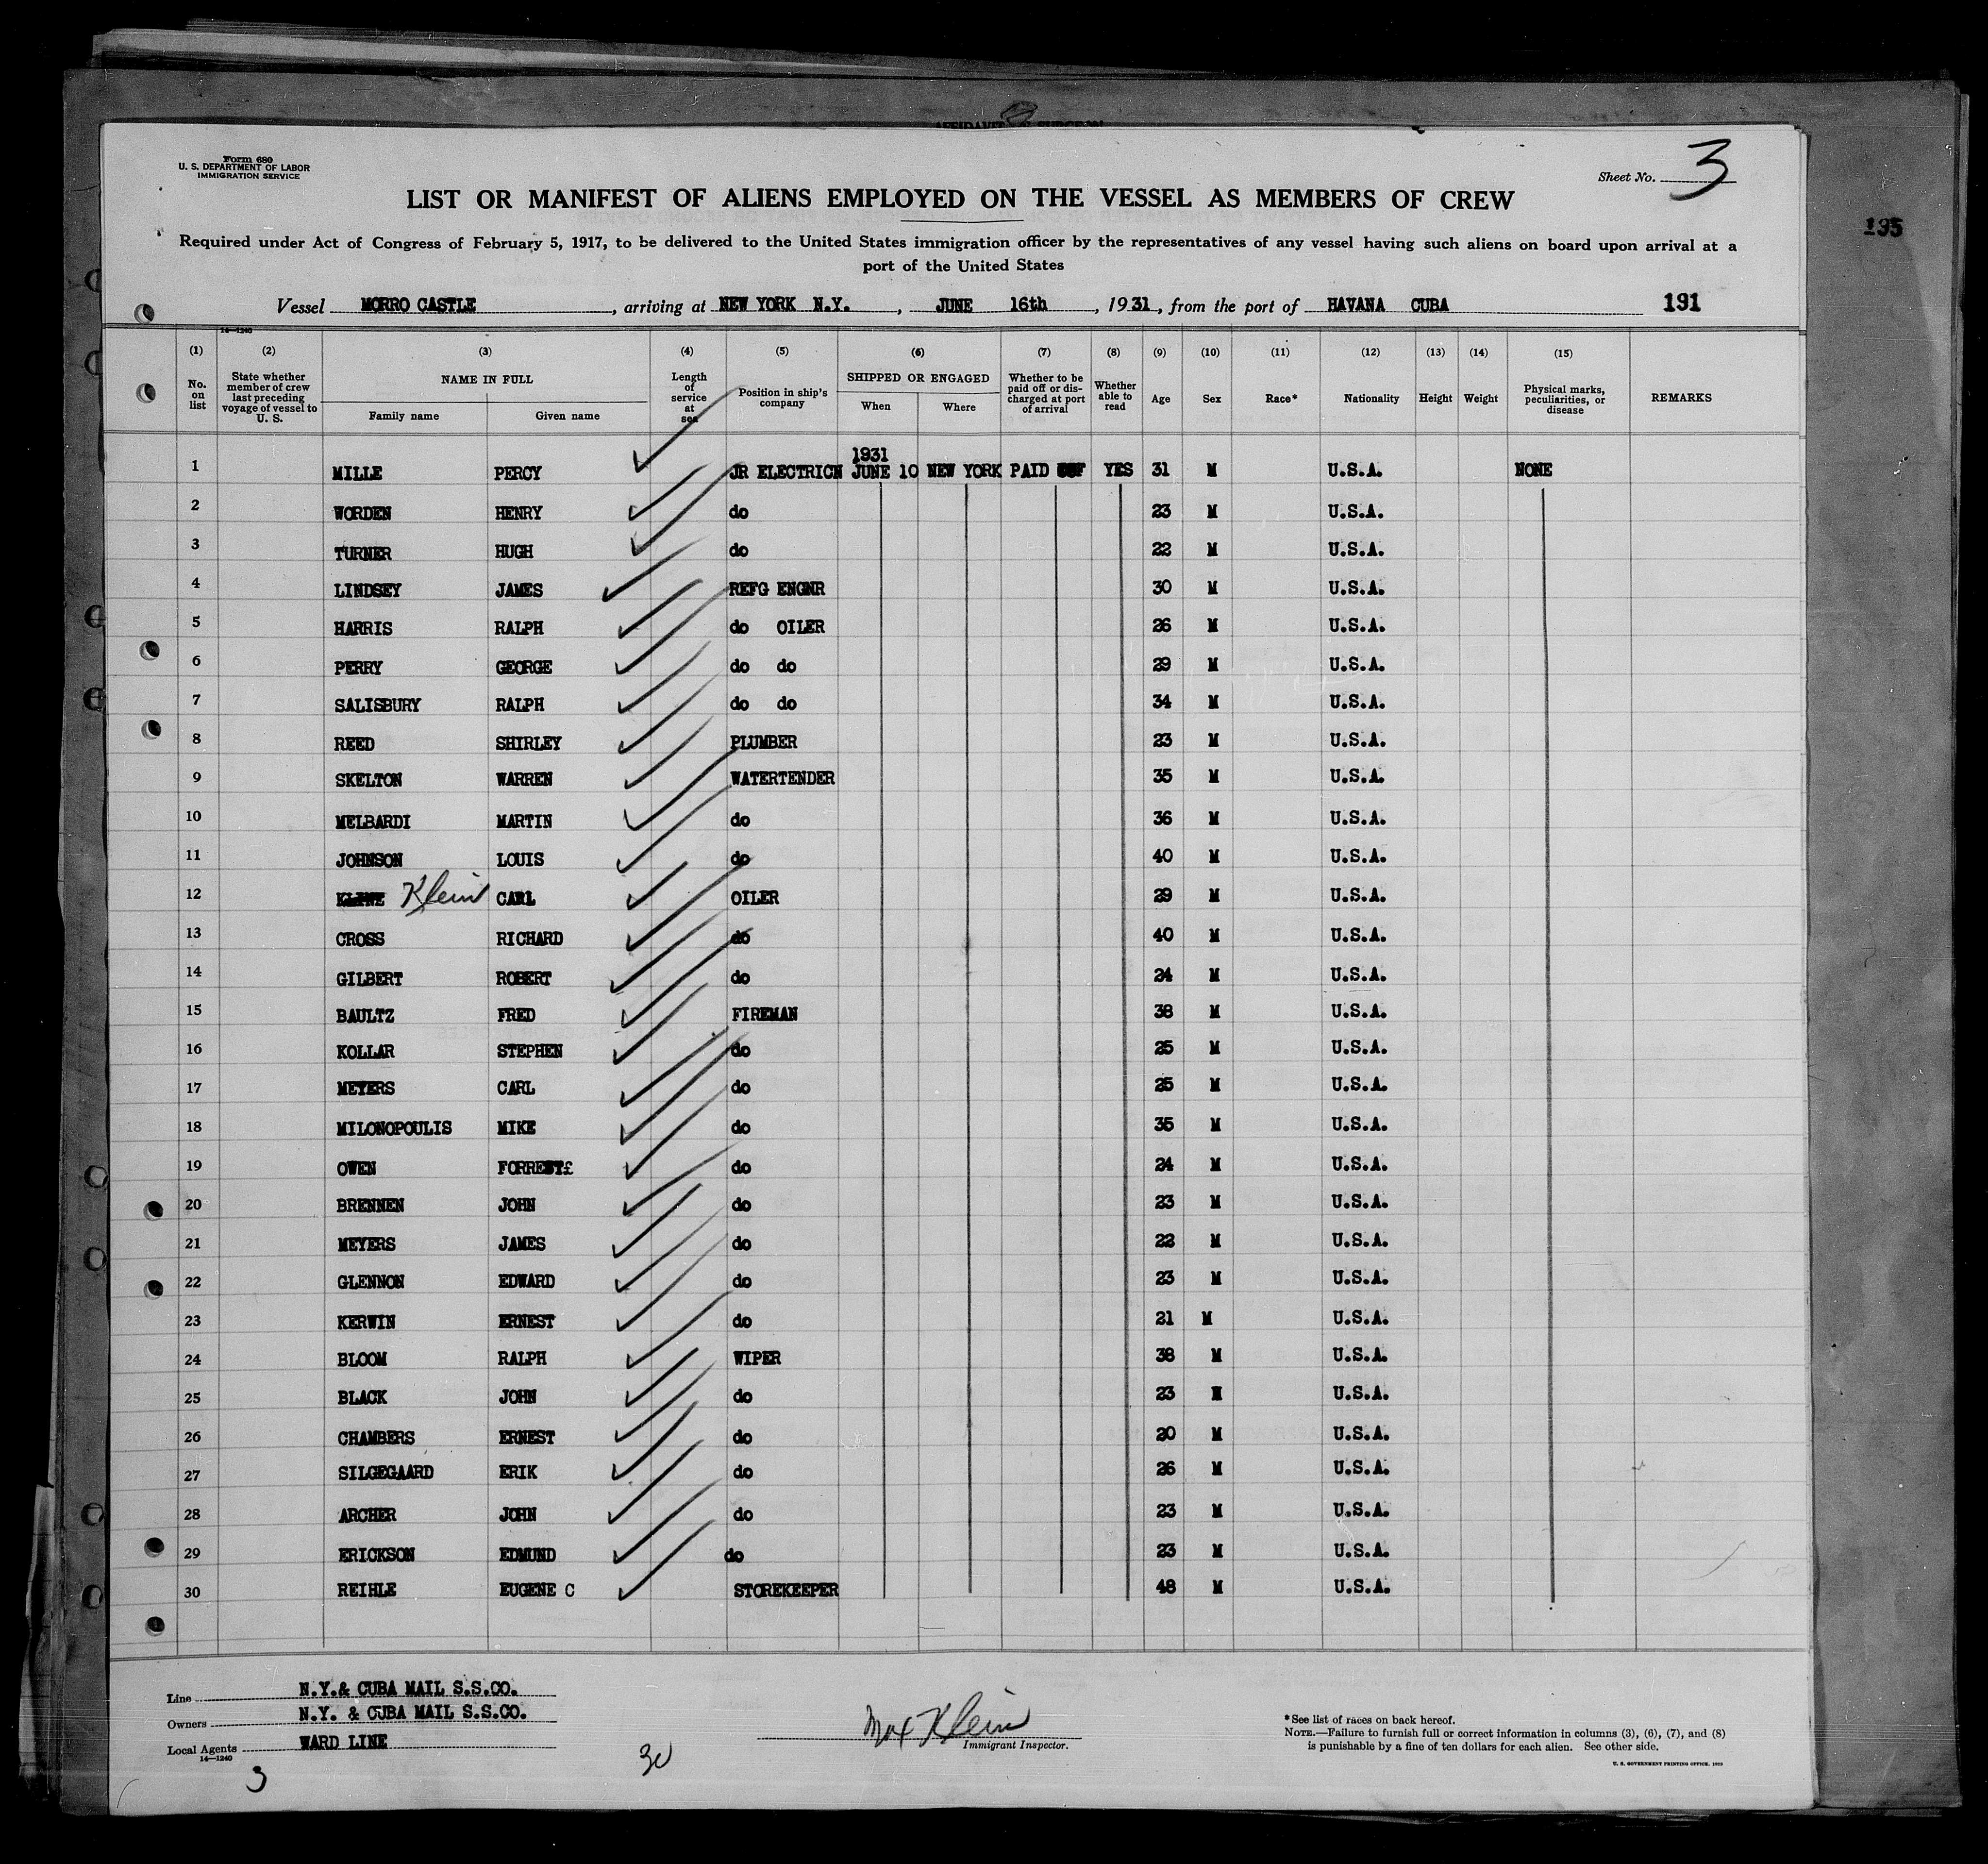 Form 680
U. S. DEPARTMENT OF LABOR
IMMIGRATION SERVICE
Sheet No. 3
LIST OR MANIFEST OF ALIENS EMPLOYED ON THE VESSEL AS MEMBERS OF CREW
195
Required under Act of Congress of February 5, 1917, to be delivered to the United States immigration officer by the representatives of any vessel having such aliens on board upon arrival at a
port of the United States
Vessel MORRO CASTLE, arriving at NEW YORK N.Y., JUNE 16th, 1931, from the port of HAVANA CUBA 191
14—1240
(1) (2) (3) (4) (5) (6) (7) (8) (9) (10) (11) (12) (13) (14) (15)
No. on list State whether member of crew last preceding voyage of vessel to U. S. NAME IN FULL Length of service at sea Position in ship's company SHIPPED OR ENGAGED Whether to be paid off or discharged at port of arrival Whether able to read Age Sex Race* Nationality Height Weight Physical marks, peculiarities, or disease REMARKS
Family name Given name When Where
1931
1 MILLE PERCY JR ELECTRICN JUNE 10 NEW YORK PAID YES 31 M U.S.A. NONE
2 WORDEN HENRY do 23 M U.S.A.
3 TURNER HUGH do 22 M U.S.A.
4 LINDSEY JAMES REFG ENGNR 30 M U.S.A.
5 HARRIS RALPH do OILER 26 M U.S.A.
6 PERRY GEORGE do do 29 M U.S.A.
7 SALISBURY RALPH do do 34 M U.S.A.
8 REED SHIRLEY PLUMBER 23 M U.S.A.
9 SKELTON WARREN WATERTENDER 35 M U.S.A.
10 MELBARDI MARTIN do 36 M U.S.A.
11 JOHNSON LOUIS do 40 M U.S.A.
12 Klein CARL OILER 29 M U.S.A.
13 CROSS RICHARD do 40 M U.S.A.
14 GILBERT ROBERT do 24 M U.S.A.
15 BAULTZ FRED FIREMAN 38 M U.S.A.
16 KOLLAR STEPHEN do 25 M U.S.A.
17 MEYERS CARL do 25 M U.S.A.
18 MILONOPOULIS MIKE do 35 M U.S.A.
19 OWEN FORREST£ do 24 M U.S.A.
20 BRENNEN JOHN do 23 M U.S.A.
21 MEYERS JAMES do 22 M U.S.A.
22 GLENNON EDWARD do 23 M U.S.A.
23 KERWIN ERNEST do 21 M U.S.A.
24 BLOOM RALPH WIPER 38 M U.S.A.
25 BLACK JOHN do 23 M U.S.A.
26 CHAMBERS ERNEST do 20 M U.S.A.
27 SILGEGAARD ERIK do 26 M U.S.A.
28 ARCHER JOHN do 23 M U.S.A.
29 ERICKSON EDMUND do 23 M U.S.A.
30 REIHLE EUGENE C STOREKEEPER 48 M U.S.A.
Line N.Y.& CUBA MAIL S.S.CO.
Owners N.Y. & CUBA MAIL S.S.CO.
Local Agents WARD LINE
14—1240
3
30
Max Klein
Immigrant Inspector.
*See list of races on back hereof.
NOTE.—Failure to furnish full or correct information in columns (3), (6), (7), and (8)
is punishable by a fine of ten dollars for each alien. See other side.
U. S. GOVERNMENT PRINTING OFFICE.